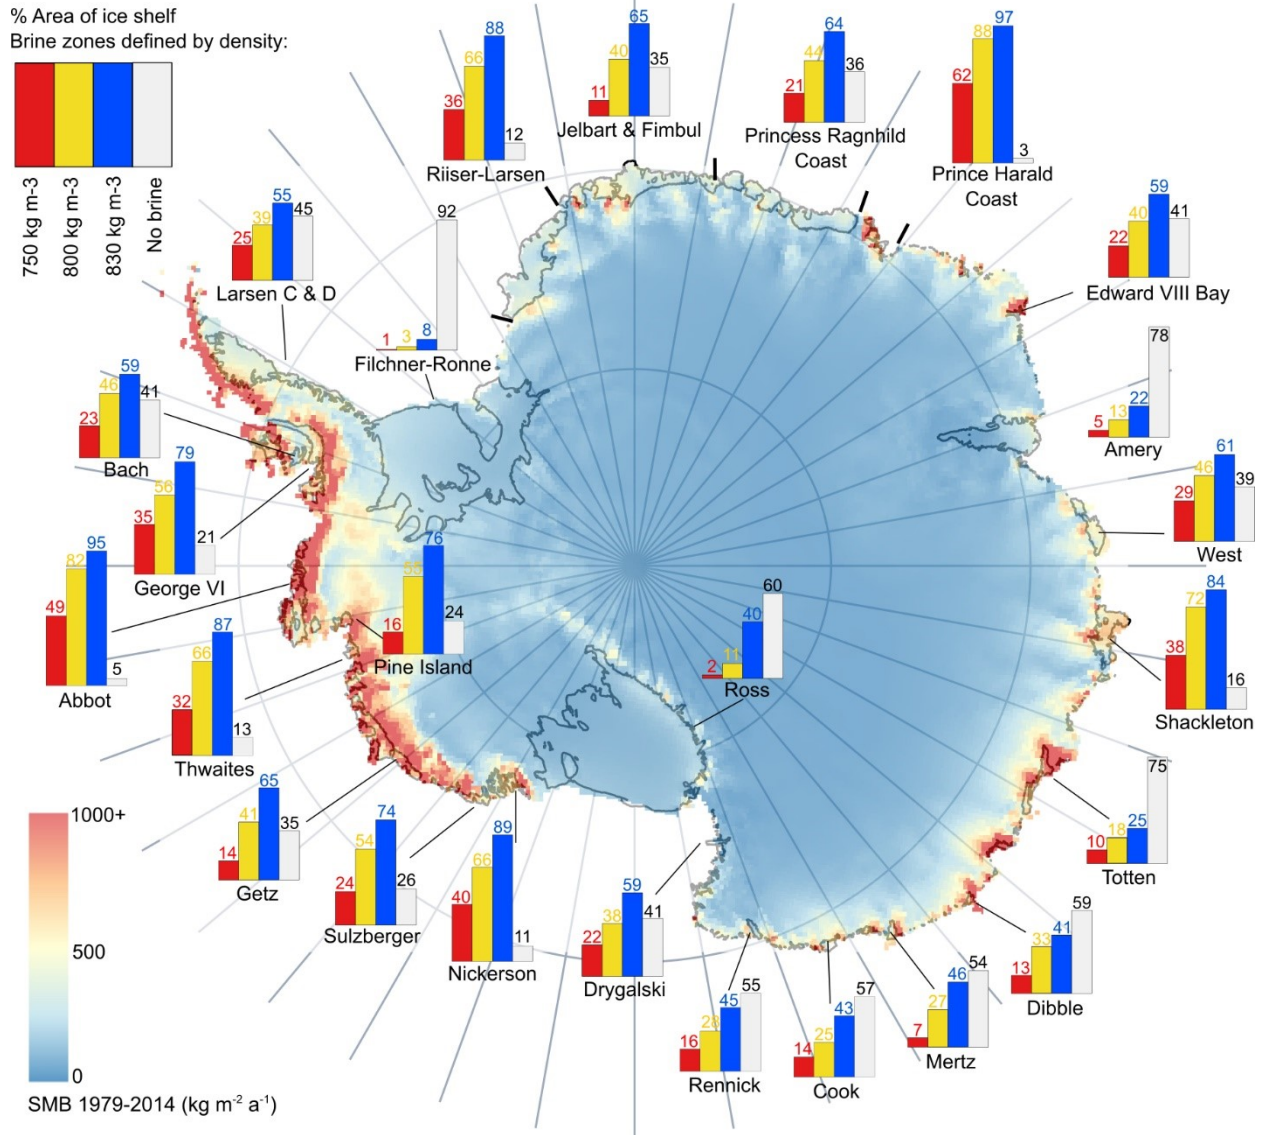 % Area of ice shelf
Brine zones defined by density:
750 kg m-3
800 kg m-3
830 kg m-3
No brine
36 66 88 12
Riiser-Larsen
11 40 65 35
Jelbart & Fimbul
21 44 64 36
Princess Ragnhild
Coast
62 88 97 3
Prince Harald
Coast
25 39 55 45
Larsen C & D
1 3 8 92
Filchner-Ronne
22 40 59 41
Edward VIII Bay
5 13 22 78
Amery
23 46 59 41
Bach
35 56 79 21
George VI
29 46 61 39
West
49 82 95 5
Abbot
16 55 76 24
Pine Island
2 11 40 60
Ross
38 72 84 16
Shackleton
32 66 87 13
Thwaites
10 18 25 75
Totten
14 41 65 35
Getz
24 54 74 26
Sulzberger
40 66 89 11
Nickerson
22 38 59 41
Drygalski
16 28 45 55
Rennick
14 25 43 57
Cook
7 27 46 54
Mertz
13 33 41 59
Dibble
1000+
500
0
SMB 1979-2014 (kg m⁻² a⁻¹)